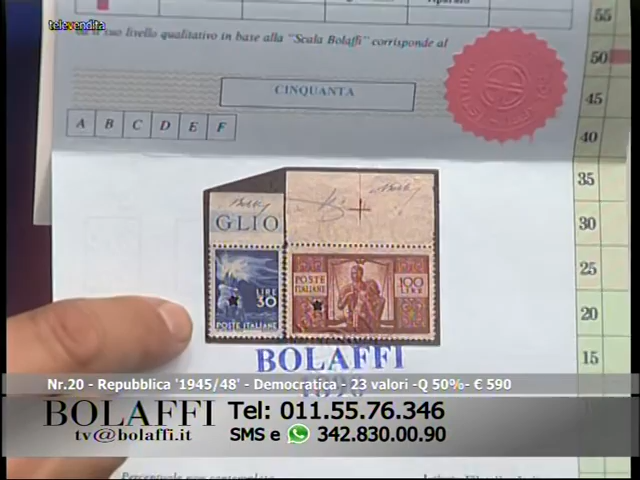 televendita
riparato
55
ed il suo livello qualitativo in base alla "Scala Bolaffi" corrisponde al
50
CINQUANTA
45
A B C D E F
40
35
GLIO
30
POSTE ITALIANE
100 LIRE
25
LIRE 30
20
POSTE ITALIANE
15
BOLAFFI
Nr.20 - Repubblica '1945/48' - Democratica - 23 valori -Q 50%- € 590
BOLAFFI
tv@bolaffi.it
Tel: 011.55.76.346
SMS e 342.830.00.90